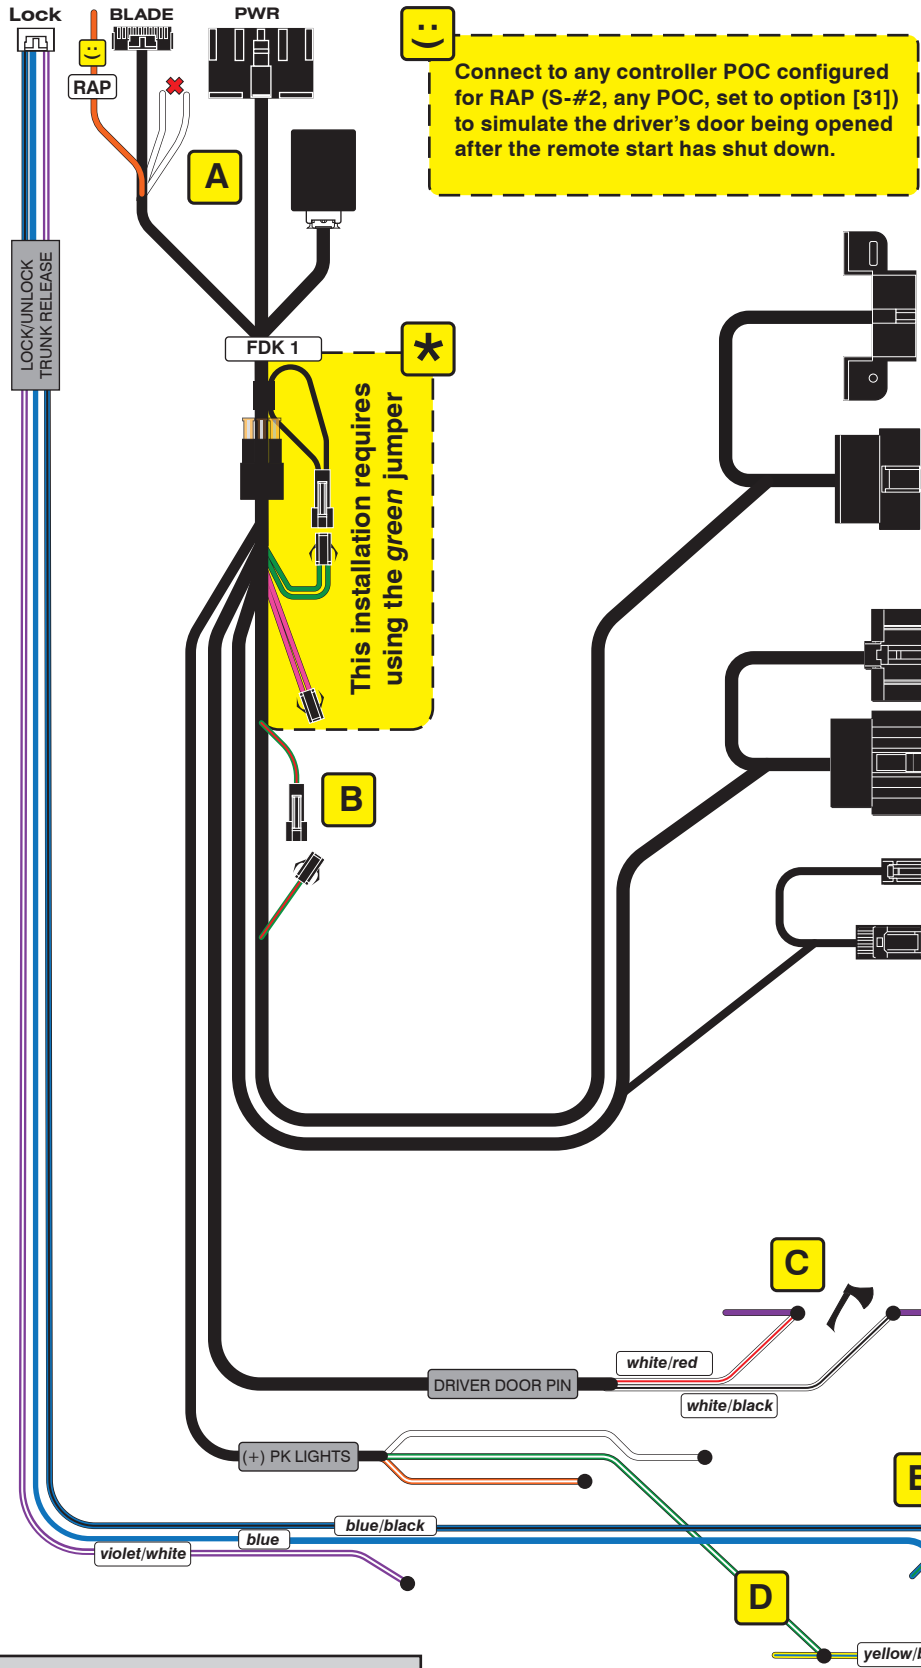 Lock
BLADE
PWR
RAP
A
Connect to any controller POC configured
for RAP (S-#2, any POC, set to option [31])
to simulate the driver's door being opened
after the remote start has shut down.
LOCK/UNLOCK
TRUNK RELEASE
FDK 1
*
This installation requires
using the green jumper
B
C
white/red
DRIVER DOOR PIN
white/black
(+) PK LIGHTS
E
blue/black
blue
violet/white
D